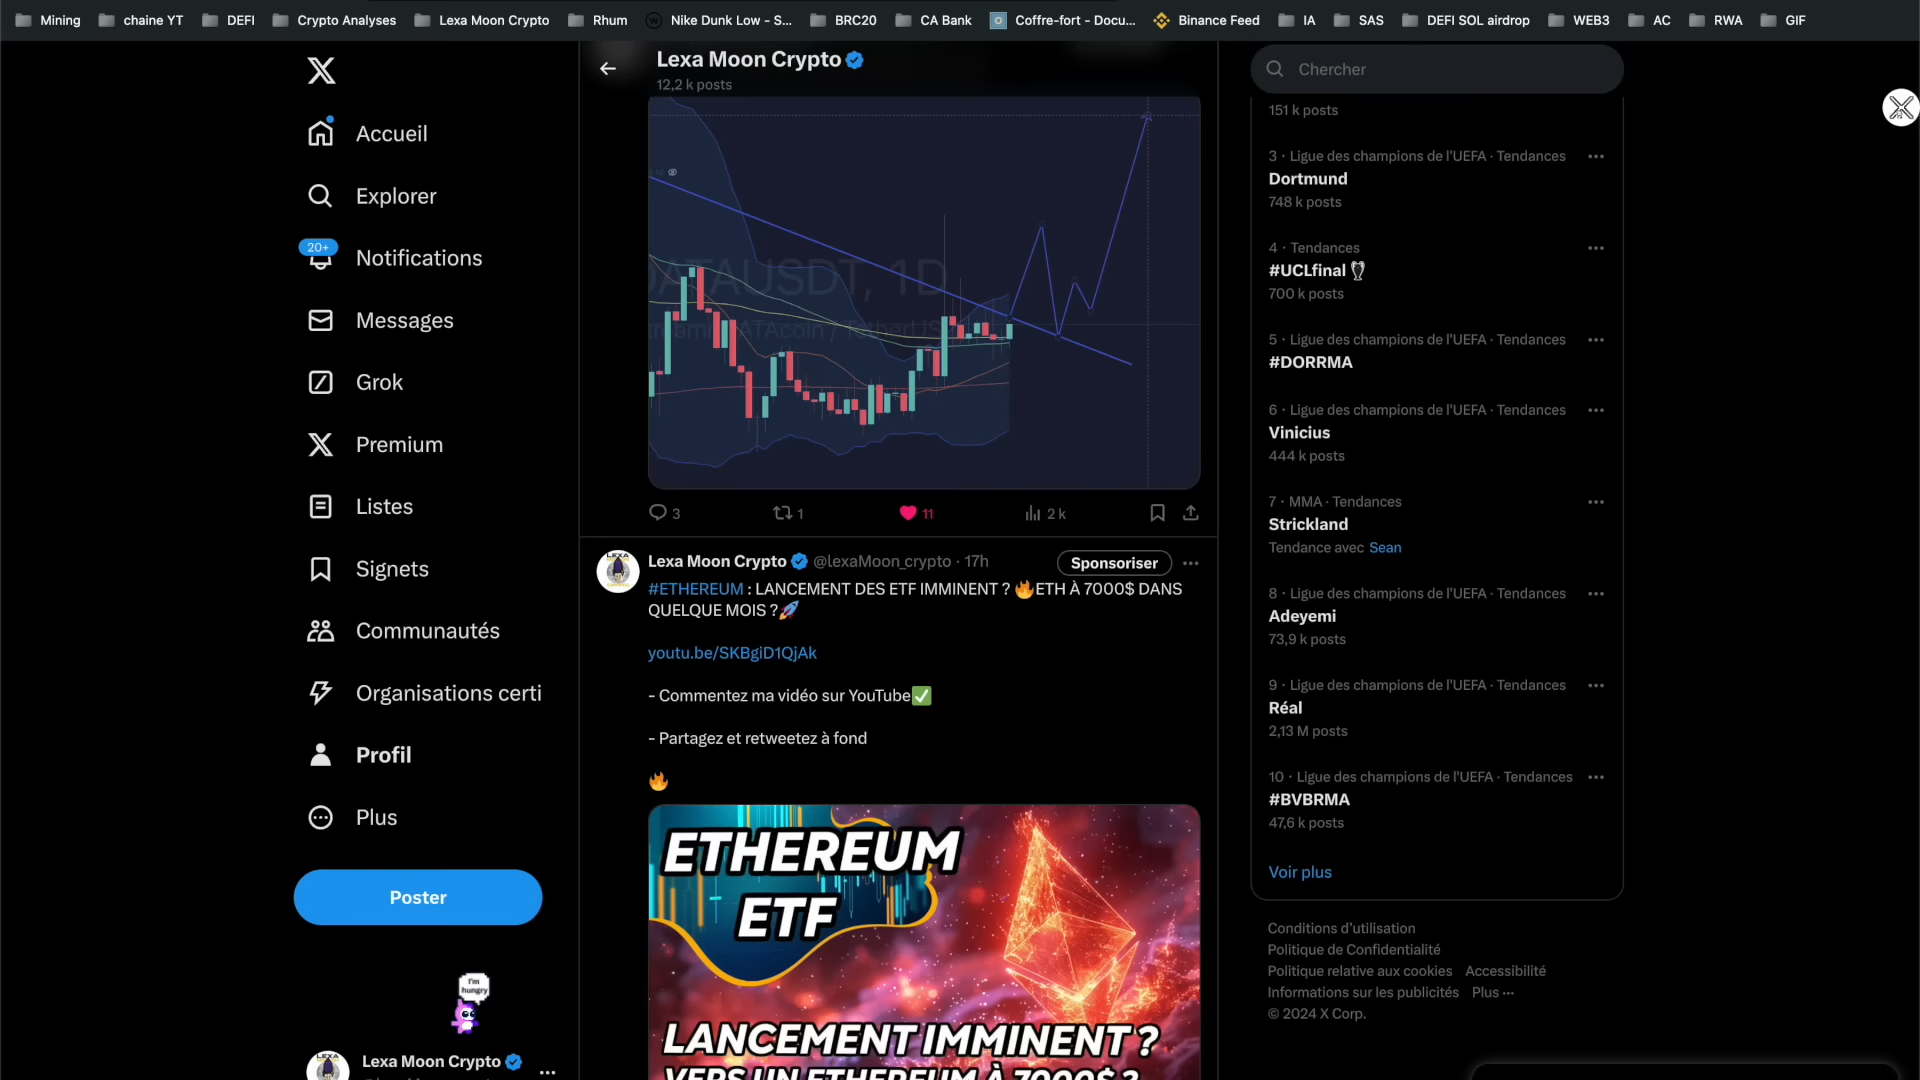 Mining
chaine YT
DEFI
Crypto Analyses
Lexa Moon Crypto
Rhum
Nike Dunk Low - S...
BRC20
CA Bank
Coffre-fort - Docu...
Binance Feed
IA
SAS
DEFI SOL airdrop
WEB3
AC
RWA
GIF
Accueil
Explorer
20+
Notifications
Messages
Grok
Premium
Listes
Signets
Communautés
Organisations certi
Profil
Plus
Poster
I'm
hungry
Lexa Moon Crypto
Lexa Moon Crypto
12,2 k posts
DATAUSDT, 1D
3
1
11
2 k
Lexa Moon Crypto @lexaMoon_crypto · 17h
Sponsoriser
#ETHEREUM : LANCEMENT DES ETF IMMINENT ? 🔥ETH À 7000$ DANS
QUELQUE MOIS ?🚀
youtu.be/SKBgiD1QjAk
- Commentez ma vidéo sur YouTube✅
- Partagez et retweetez à fond
🔥
ETHEREUM
ETF
LANCEMENT IMMINENT ?
VERS UN ETHEREUM À 7000$ ?
Chercher
151 k posts
3 · Ligue des champions de l'UEFA · Tendances
Dortmund
748 k posts
4 · Tendances
#UCLfinal
700 k posts
5 · Ligue des champions de l'UEFA · Tendances
#DORRMA
6 · Ligue des champions de l'UEFA · Tendances
Vinicius
444 k posts
7 · MMA · Tendances
Strickland
Tendance avec Sean
8 · Ligue des champions de l'UEFA · Tendances
Adeyemi
73,9 k posts
9 · Ligue des champions de l'UEFA · Tendances
Réal
2,13 M posts
10 · Ligue des champions de l'UEFA · Tendances
#BVBRMA
47,6 k posts
Voir plus
Conditions d'utilisation
Politique de Confidentialité
Politique relative aux cookies Accessibilité
Informations sur les publicités Plus ···
© 2024 X Corp.